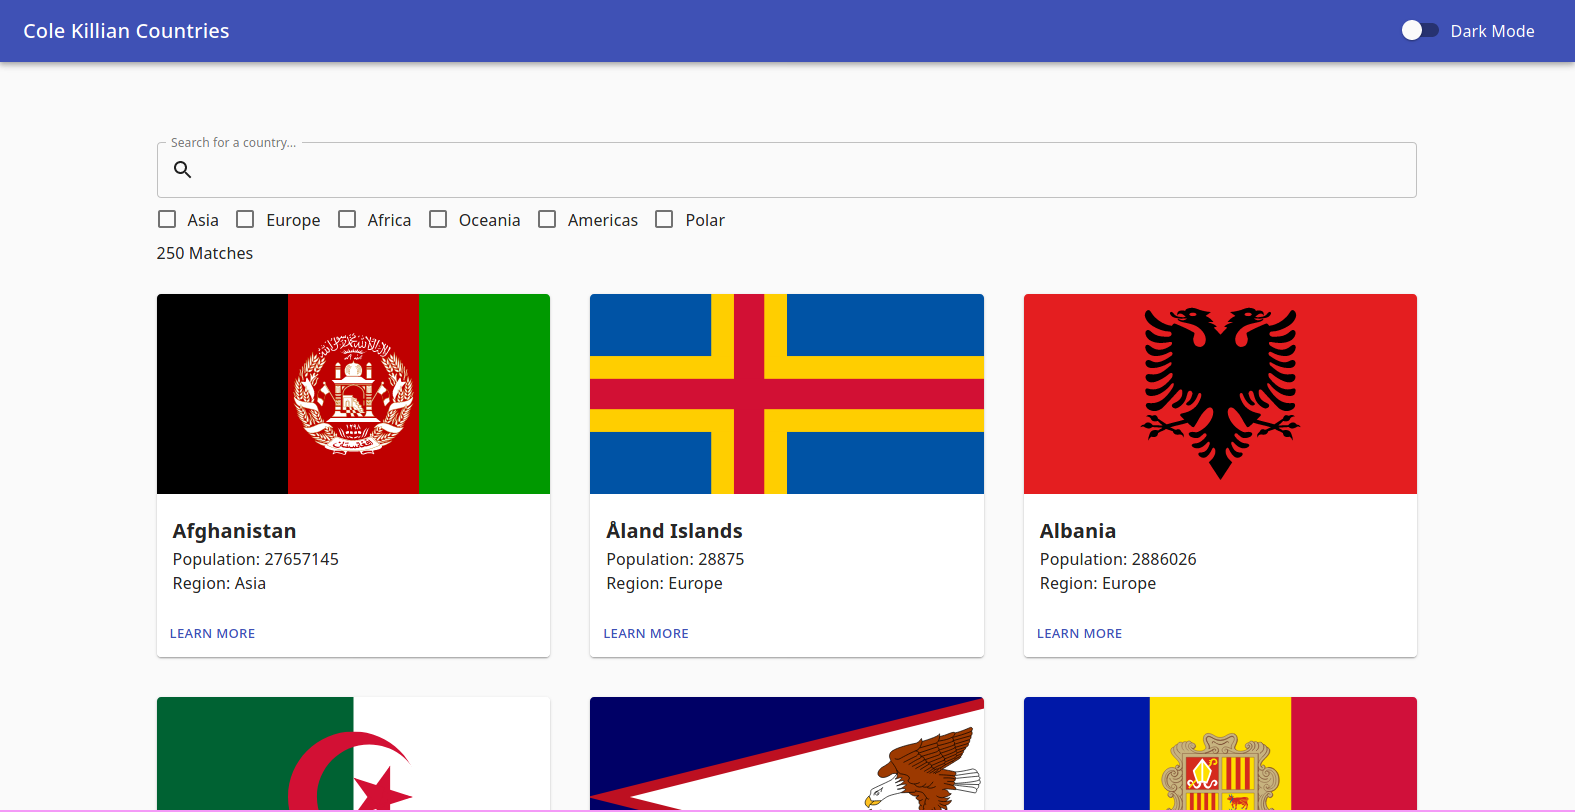 Cole Killian Countries
Dark Mode
Search for a country...
Asia Europe Africa Oceania Americas Polar
250 Matches
Afghanistan
Population: 27657145
Region: Asia
LEARN MORE
Åland Islands
Population: 28875
Region: Europe
LEARN MORE
Albania
Population: 2886026
Region: Europe
LEARN MORE